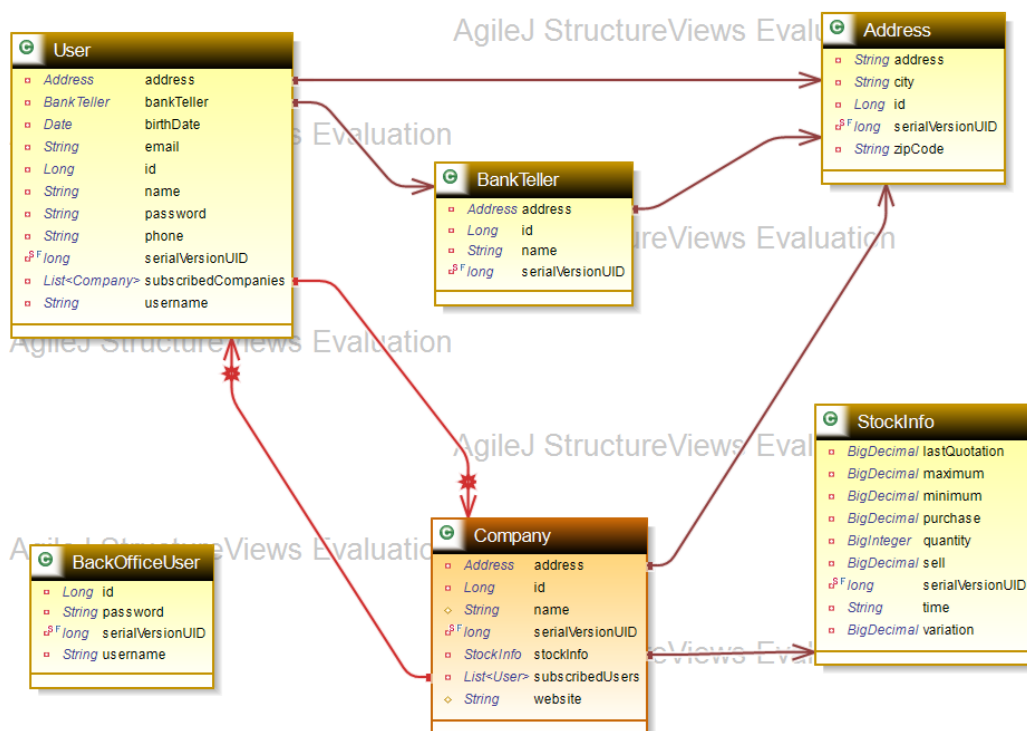 AgileJ StructureViews Evaluation
C User
Address address
BankTeller bankTeller
Date birthDate
String email
Long id
String name
String password
String phone
SF long serialVersionUID
List<Company> subscribedCompanies
String username
C Address
String address
String city
Long id
SF long serialVersionUID
String zipCode
Views Evaluation
C BankTeller
Address address
Long id
String name
SF long serialVersionUID
StructureViews Evaluation
AgileJ StructureViews Evaluation
AgileJ StructureViews Evaluation
C StockInfo
BigDecimal lastQuotation
BigDecimal maximum
BigDecimal minimum
BigDecimal purchase
BigInteger quantity
BigDecimal sell
SF long serialVersionUID
String time
BigDecimal variation
AgileJ StructureViews Evaluation
C BackOfficeUser
Long id
String password
SF long serialVersionUID
String username
C Company
Address address
Long id
String name
SF long serialVersionUID
StockInfo stockInfo
List<User> subscribedUsers
String website
StructureViews Evaluation